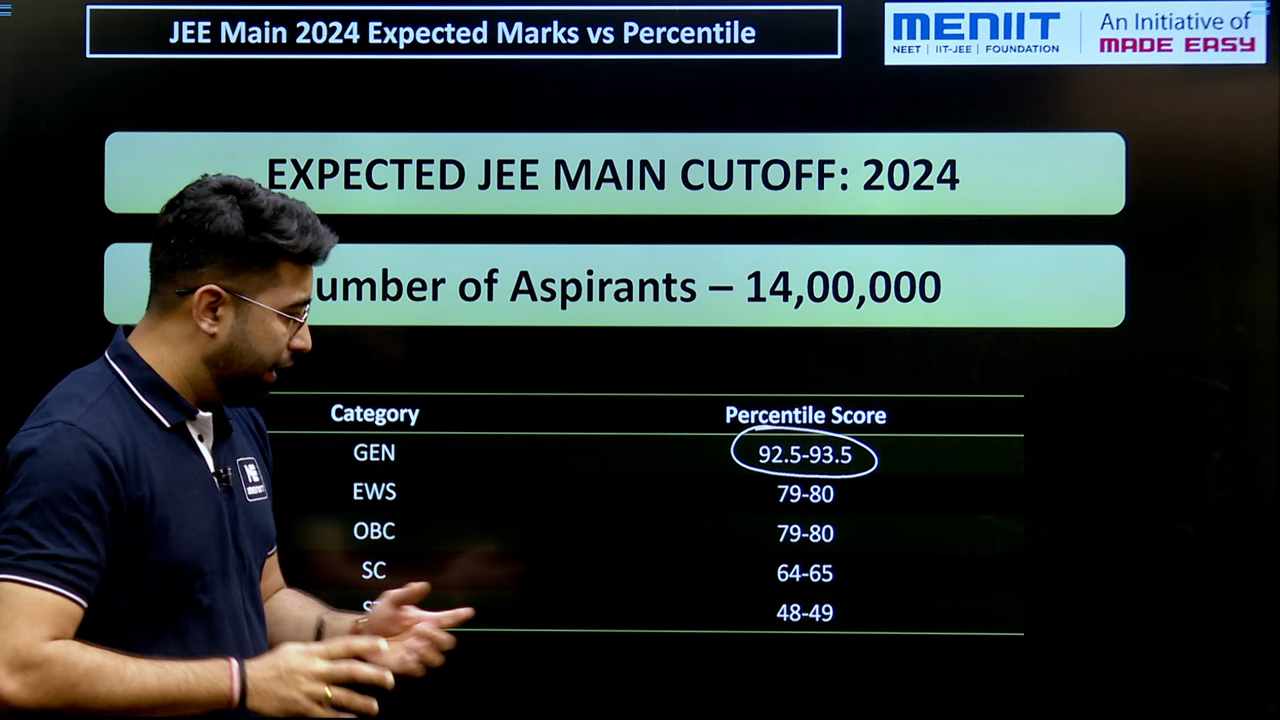 JEE Main 2024 Expected Marks vs Percentile
MENIIT
NEET | IIT-JEE | FOUNDATION
An Initiative of
MADE EASY
EXPECTED JEE MAIN CUTOFF: 2024
umber of Aspirants – 14,00,000
Category Percentile Score
GEN 92.5-93.5
EWS 79-80
OBC 79-80
SC 64-65
48-49